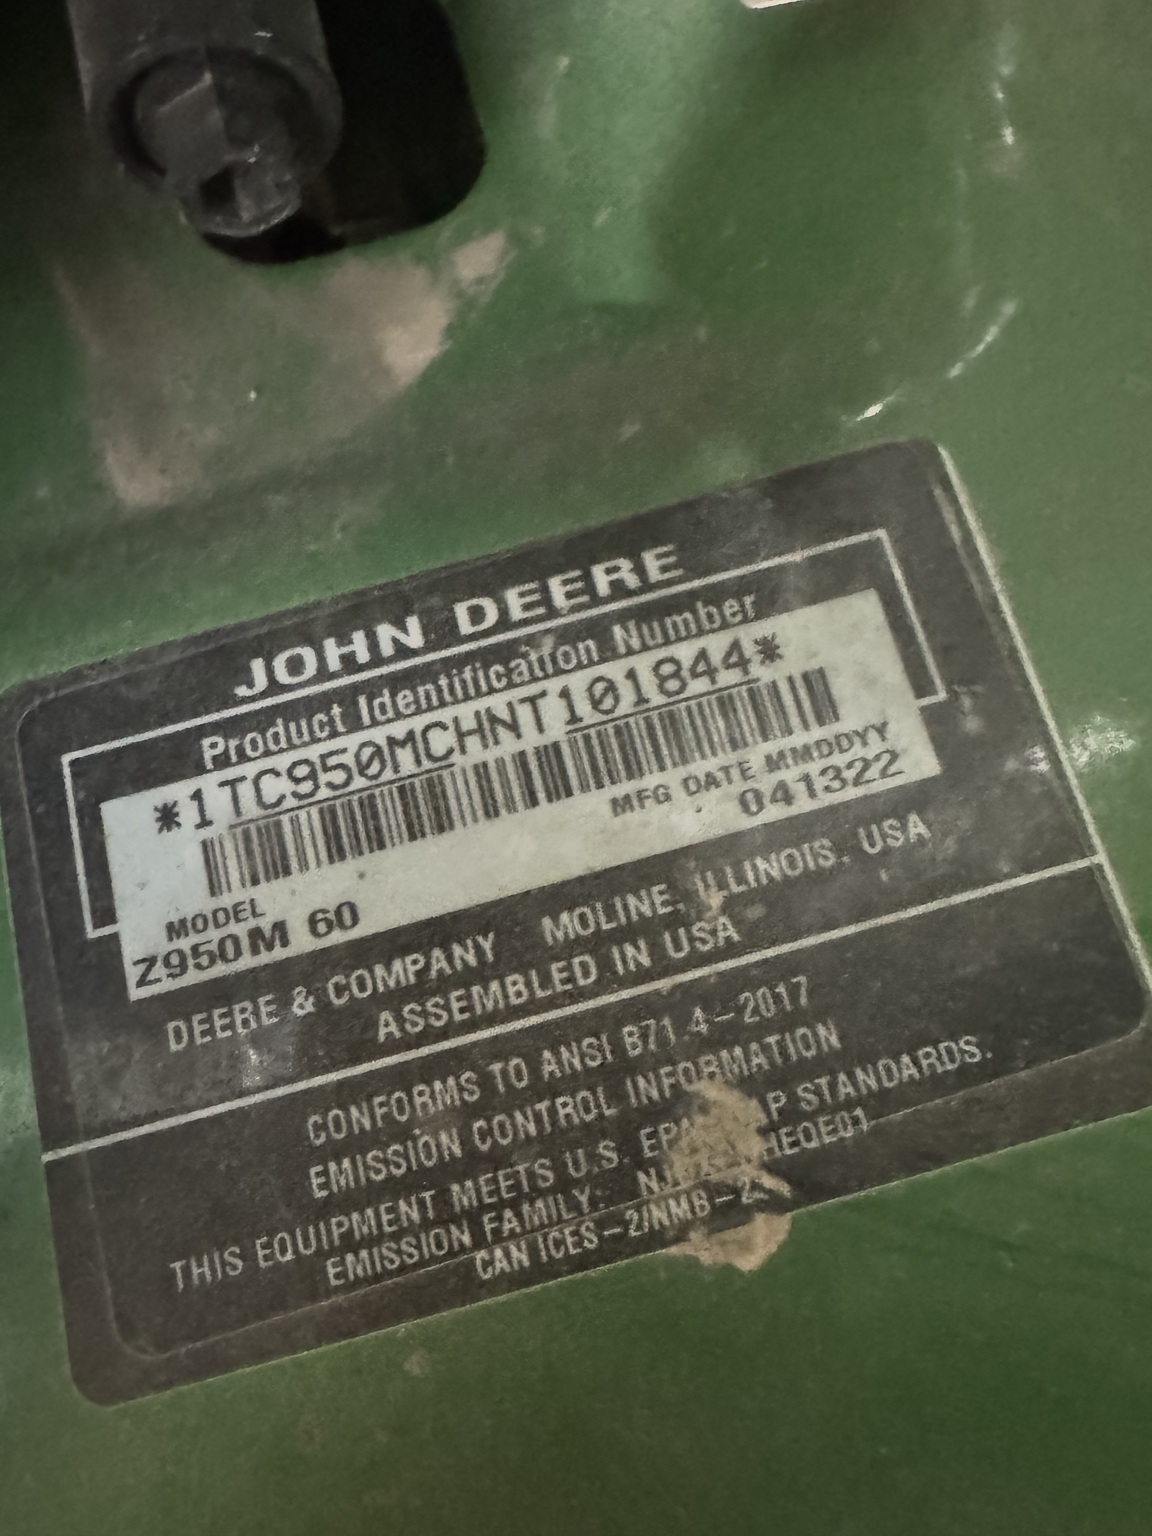 JOHN DEERE
Product Identification Number
*1TC950MCHNT101844*
MFG DATE MMDDYY
041322
MODEL
Z950M 60
DEERE & COMPANY MOLINE, ILLINOIS, USA
ASSEMBLED IN USA
CONFORMS TO ANSI B71.4-2017
EMISSION CONTROL INFORMATION
THIS EQUIPMENT MEETS U.S. STANDARDS.
EMISSION FAMILY:
CAN ICES-2/NMB-2